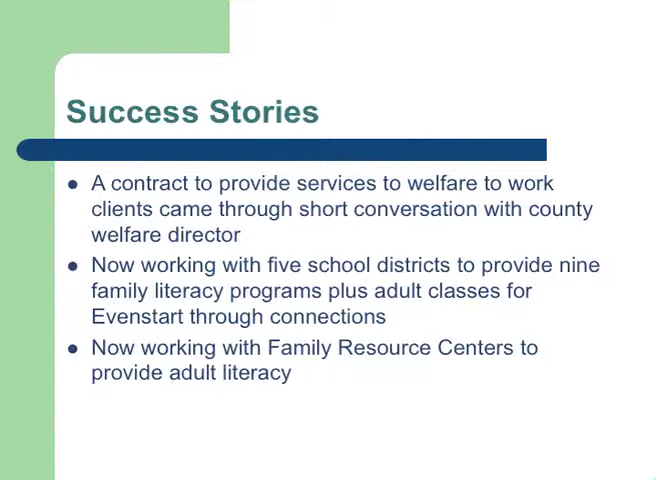 Success Stories
● A contract to provide services to welfare to work
clients came through short conversation with county
welfare director
● Now working with five school districts to provide nine
family literacy programs plus adult classes for
Evenstart through connections
● Now working with Family Resource Centers to
provide adult literacy